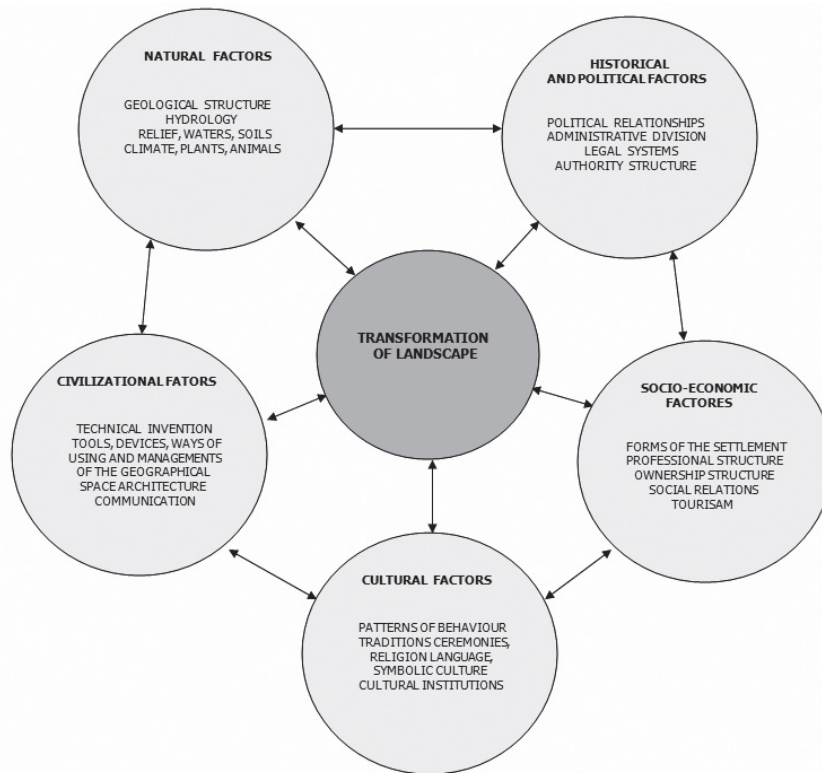 NATURAL FACTORS
GEOLOGICAL STRUCTURE
HYDROLOGY
RELIEF, WATERS, SOILS
CLIMATE, PLANTS, ANIMALS
HISTORICAL
AND POLITICAL FACTORS
POLITICAL RELATIONSHIPS
ADMINISTRATIVE DIVISION
LEGAL SYSTEMS
AUTHORITY STRUCTURE
TRANSFORMATION
OF LANDSCAPE
CIVILIZATIONAL FATORS
TECHNICAL INVENTION
TOOLS, DEVICES, WAYS OF
USING AND MANAGEMENTS
OF THE GEOGRAPHICAL
SPACE ARCHITECTURE
COMMUNICATION
SOCIO-ECONOMIC
FACTORES
FORMS OF THE SETTLEMENT
PROFESSIONAL STRUCTURE
OWNERSHIP STRUCTURE
SOCIAL RELATIONS
TOURISAM
CULTURAL FACTORS
PATTERNS OF BEHAVIOUR
TRADITIONS CEREMONIES,
RELIGION LANGUAGE,
SYMBOLIC CULTURE
CULTURAL INSTITUTIONS